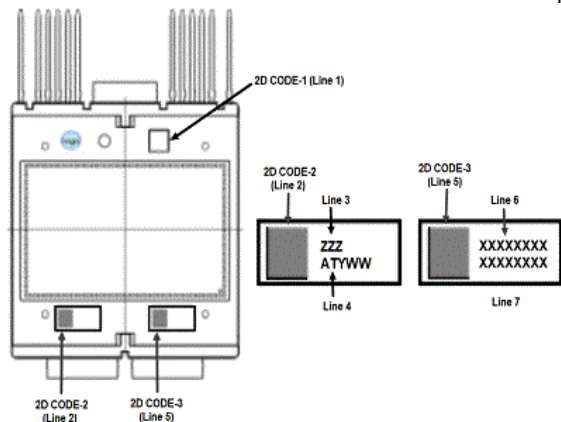 2D CODE-1 (Line 1)
2D CODE-2
(Line 2)
Line 3
ZZZ
ATYWW
Line 4
2D CODE-3
(Line 5)
Line 6
XXXXXXXX
XXXXXXXX
Line 7
2D CODE-2
(Line 2)
2D CODE-3
(Line 5)